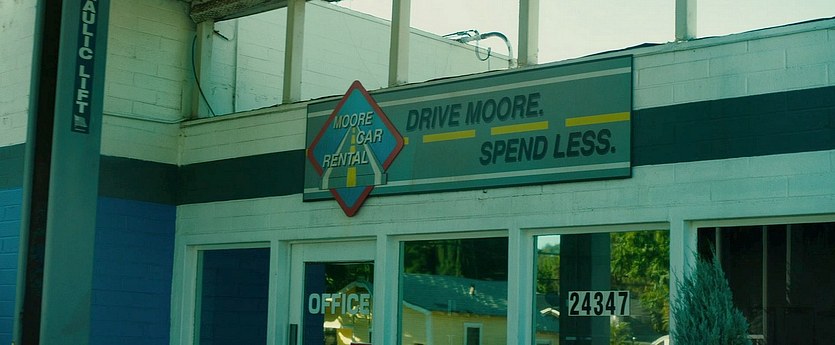 AULIC LIFT
MOORE
CAR
RENTAL
DRIVE MOORE.
SPEND LESS.
OFFICE
24347